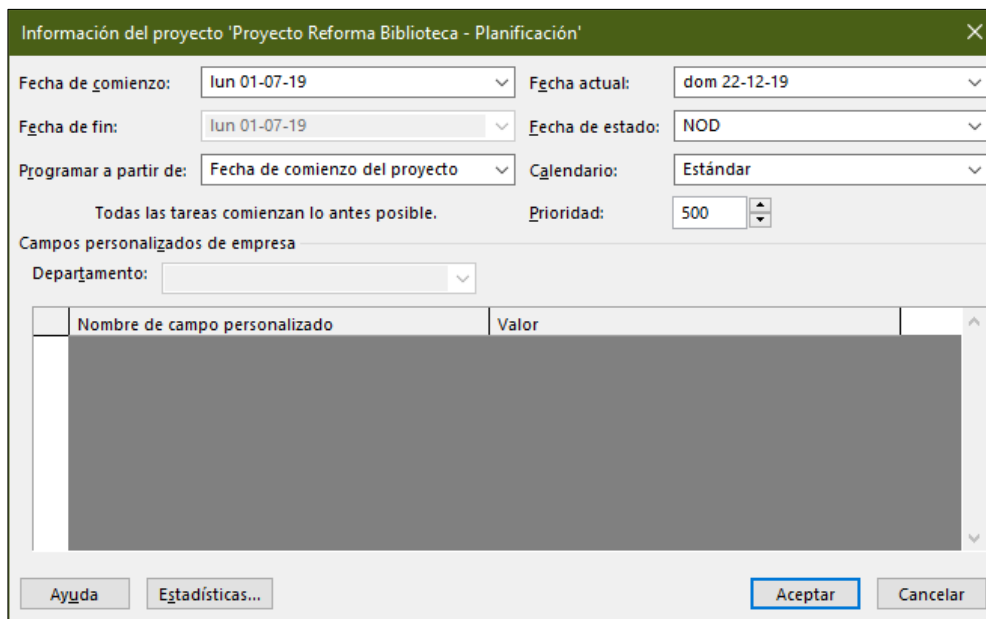 Información del proyecto 'Proyecto Reforma Biblioteca - Planificación'
Fecha de comienzo: lun 01-07-19 Fecha actual: dom 22-12-19
Fecha de fin: lun 01-07-19 Fecha de estado: NOD
Programar a partir de: Fecha de comienzo del proyecto Calendario: Estándar
Todas las tareas comienzan lo antes posible. Prioridad: 500
Campos personalizados de empresa
Departamento:
Nombre de campo personalizado Valor
Ayuda Estadísticas... Aceptar Cancelar